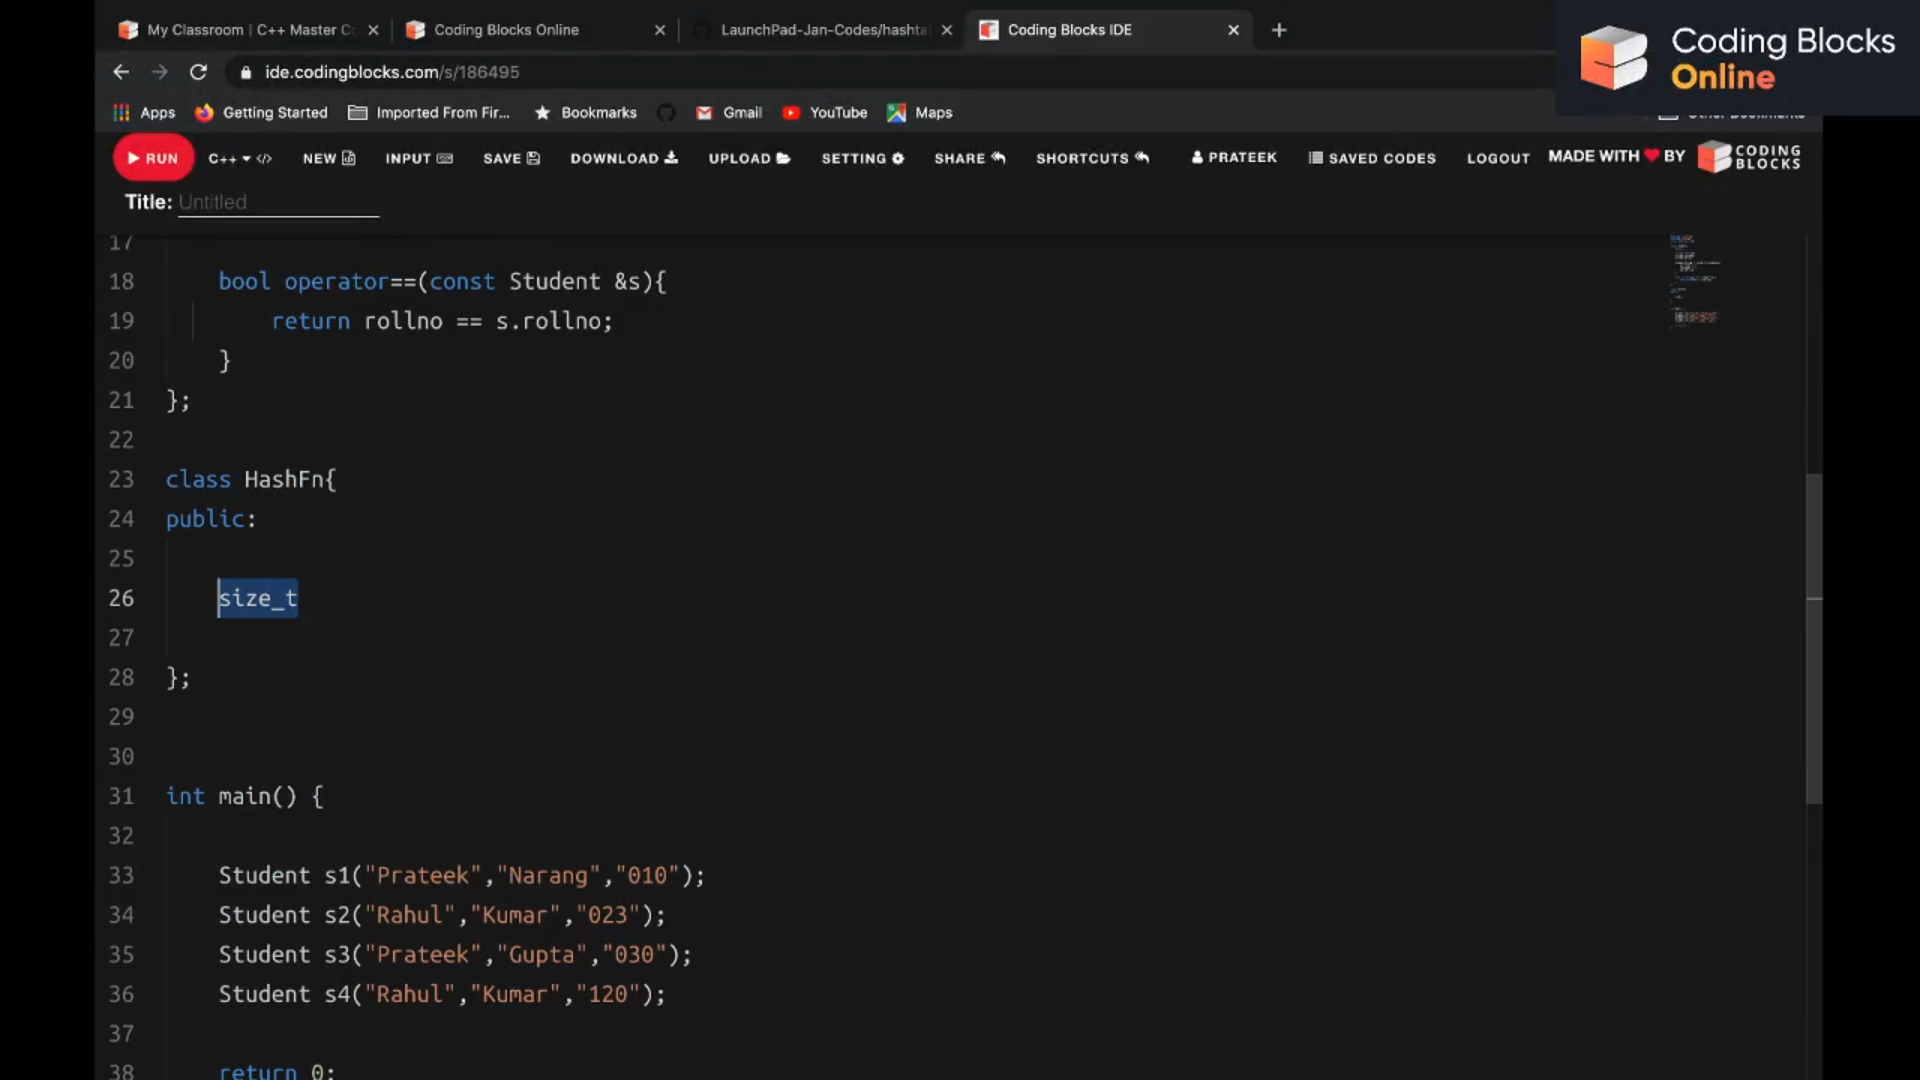 My Classroom | C++ Master Co
Coding Blocks Online
LaunchPad-Jan-Codes/hashta
Coding Blocks IDE
Coding Blocks
Online
ide.codingblocks.com/s/186495
Apps
Getting Started
Imported From Fir...
Bookmarks
Gmail
YouTube
Maps
Other Bookmarks
RUN
C++
NEW
INPUT
SAVE
DOWNLOAD
UPLOAD
SETTING
SHARE
SHORTCUTS
PRATEEK
SAVED CODES
LOGOUT
MADE WITH BY
CODING
BLOCKS
Title: Untitled
17
18 bool operator==(const Student &s){
19 return rollno == s.rollno;
20 }
21 };
22
23 class HashFn{
24 public:
25
26 size_t
27
28 };
29
30
31 int main() {
32
33 Student s1("Prateek","Narang","010");
34 Student s2("Rahul","Kumar","023");
35 Student s3("Prateek","Gupta","030");
36 Student s4("Rahul","Kumar","120");
37
38 return 0;